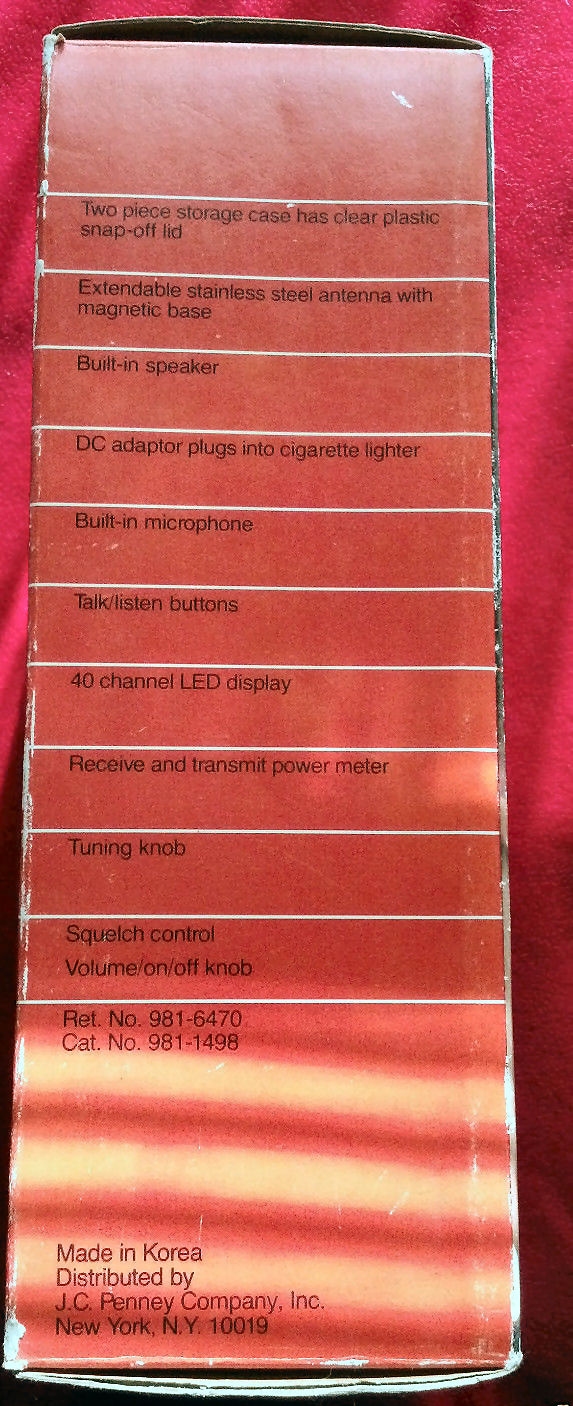 Two piece storage case has clear plastic
snap-off lid
Extendable stainless steel antenna with
magnetic base
Built-in speaker
DC adaptor plugs into cigarette lighter
Built-in microphone
Talk/listen buttons
40 channel LED display
Receive and transmit power meter
Tuning knob
Squelch control
Volume/on/off knob
Ret. No. 981-6470
Cat. No. 981-1498
Made in Korea
Distributed by
J.C. Penney Company, Inc.
New York, N.Y. 10019